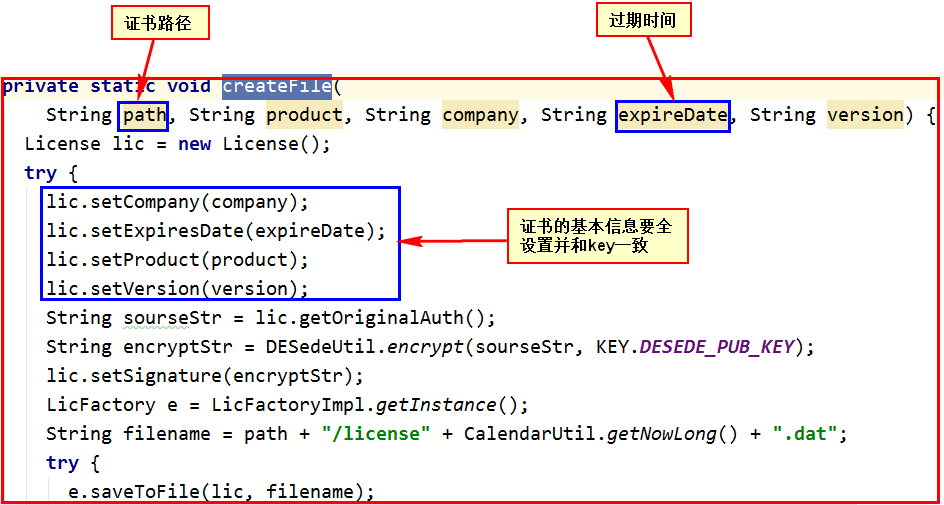 证书路径
过期时间
private static void createFile(
String path, String product, String company, String expireDate, String version) {
License lic = new License();
try {
lic.setCompany(company);
lic.setExpiresDate(expireDate);
lic.setProduct(product);
lic.setVersion(version);
证书的基本信息要全
设置并和key一致
String sourseStr = lic.getOriginalAuth();
String encryptStr = DESedeUtil.encrypt(sourseStr, KEY.DESEDE_PUB_KEY);
lic.setSignature(encryptStr);
LicFactory e = LicFactoryImpl.getInstance();
String filename = path + "/license" + CalendarUtil.getNowLong() + ".dat";
try {
e.saveToFile(lic, filename);